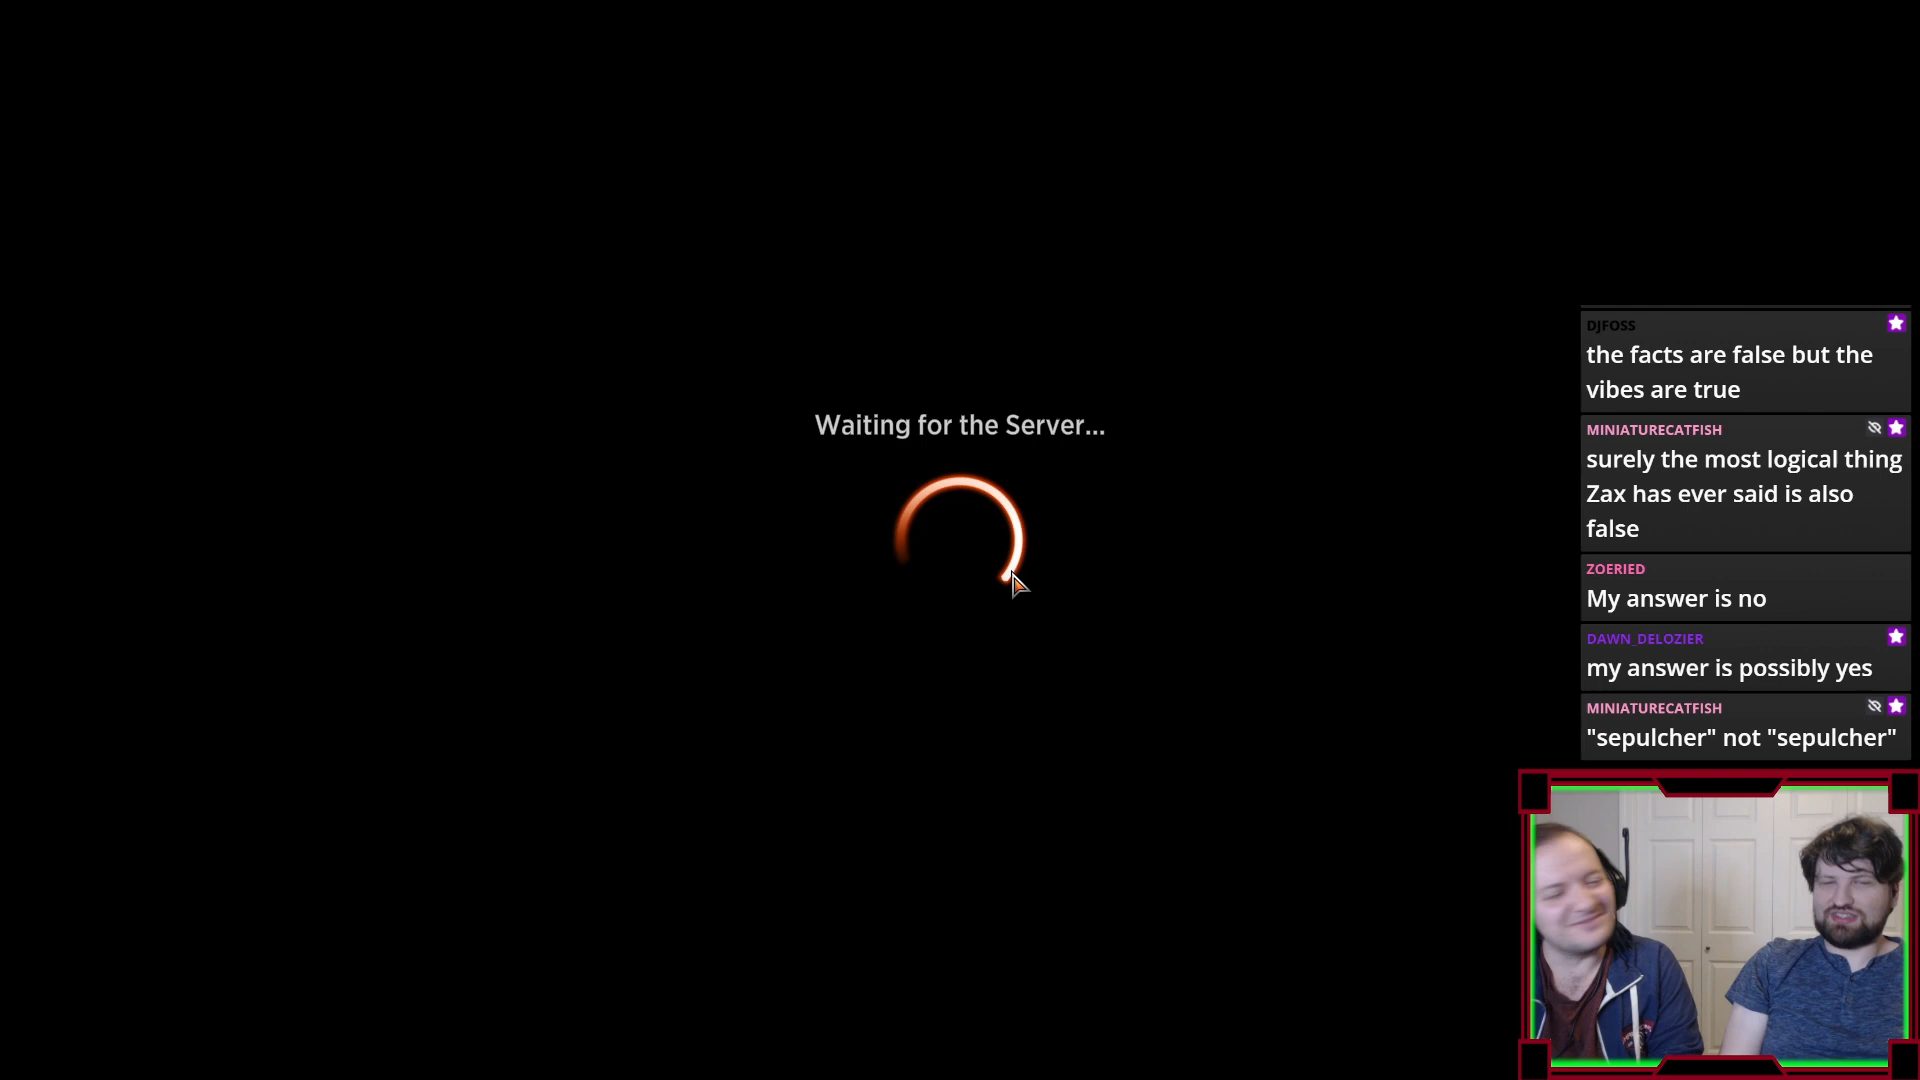 Waiting for the Server...
DJFOSS
the facts are false but the
vibes are true
MINIATURECATFISH
surely the most logical thing
Zax has ever said is also
false
ZOERIED
My answer is no
DAWN_DELOZIER
my answer is possibly yes
MINIATURECATFISH
"sepulcher" not "sepulcher"